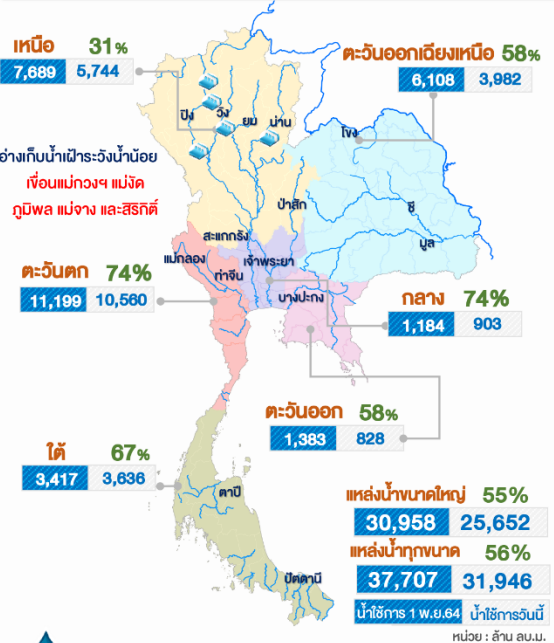 เหนือ 31%
7,689 5,744
ตะวันออกเฉียงเหนือ 58%
6,108 3,982
ปิง
วัง
ยม
น่าน
โขง
อ่างเก็บน้ำเฝ้าระวังน้ำน้อย
เขื่อนแม่กวงฯ แม่งัด
ภูมิพล แม่จาง และสิริกิติ์
ป่าสัก
ชี
มูล
สะแกกรัง
แม่กลอง
เจ้าพระยา
ท่าจีน
บางปะกง
ตะวันตก 74%
11,199 10,560
กลาง 74%
1,184 903
ตะวันออก 58%
1,383 828
ใต้ 67%
3,417 3,636
ตาปี
ปัตตานี
แหล่งน้ำขนาดใหญ่ 55%
30,958 25,652
แหล่งน้ำทุกขนาด 56%
37,707 31,946
น้ำใช้การ 1 พ.ย.64 น้ำใช้การวันนี้
หน่วย : ล้าน ลบ.ม.